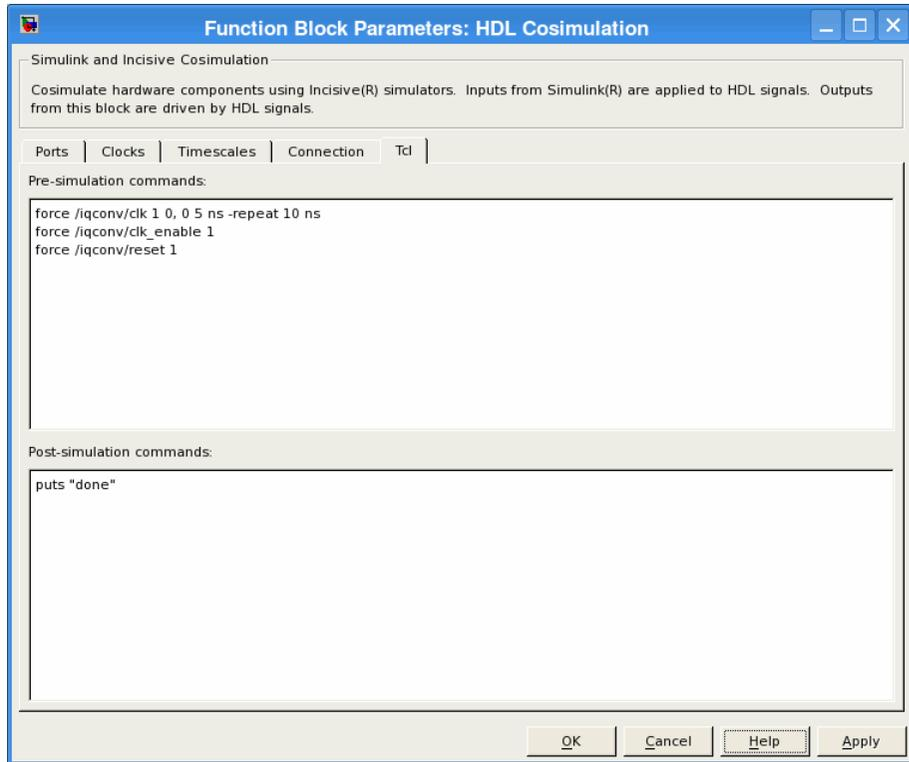 Function Block Parameters: HDL Cosimulation
Simulink and Incisive Cosimulation
Cosimulate hardware components using Incisive(R) simulators. Inputs from Simulink(R) are applied to HDL signals. Outputs
from this block are driven by HDL signals.
Ports Clocks Timescales Connection Tcl
Pre-simulation commands:
force /iqconv/clk 1 0, 0 5 ns -repeat 10 ns
force /iqconv/clk_enable 1
force /iqconv/reset 1
Post-simulation commands:
puts "done"
OK Cancel Help Apply